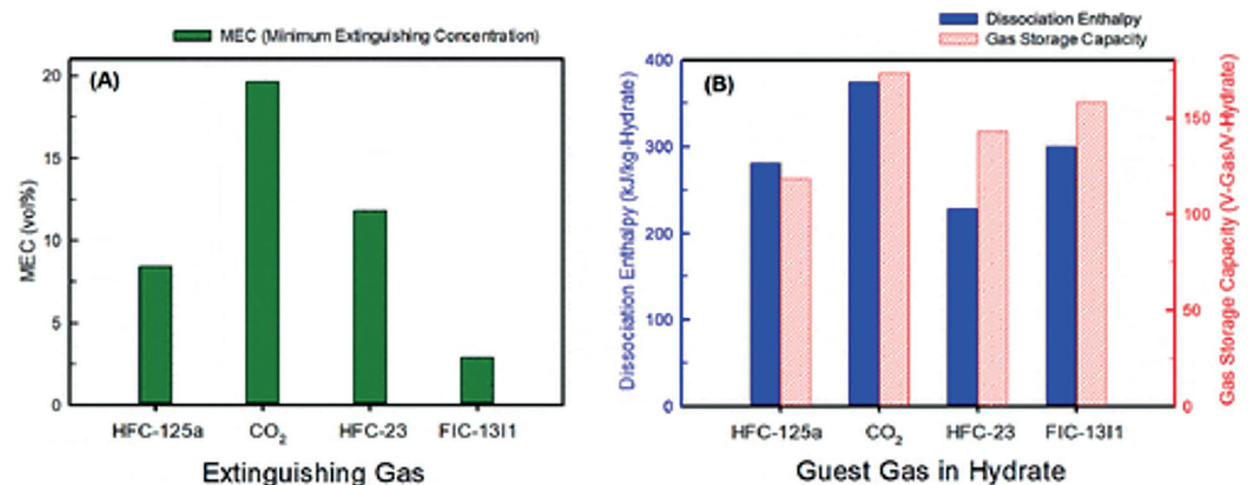 MEC (Minimum Extinguishing Concentration)
(A)
MEC (vol%)
20
15
10
5
0
HFC-125a
CO₂
HFC-23
FIC-13I1
Extinguishing Gas
Dissociation Enthalpy
Gas Storage Capacity
(B)
Dissociation Enthalpy (kJ/kg·Hydrate)
400
300
200
100
0
150
100
50
0
Gas Storage Capacity (V-Gas/V-Hydrate)
HFC-125a
CO₂
HFC-23
FIC-13I1
Guest Gas in Hydrate